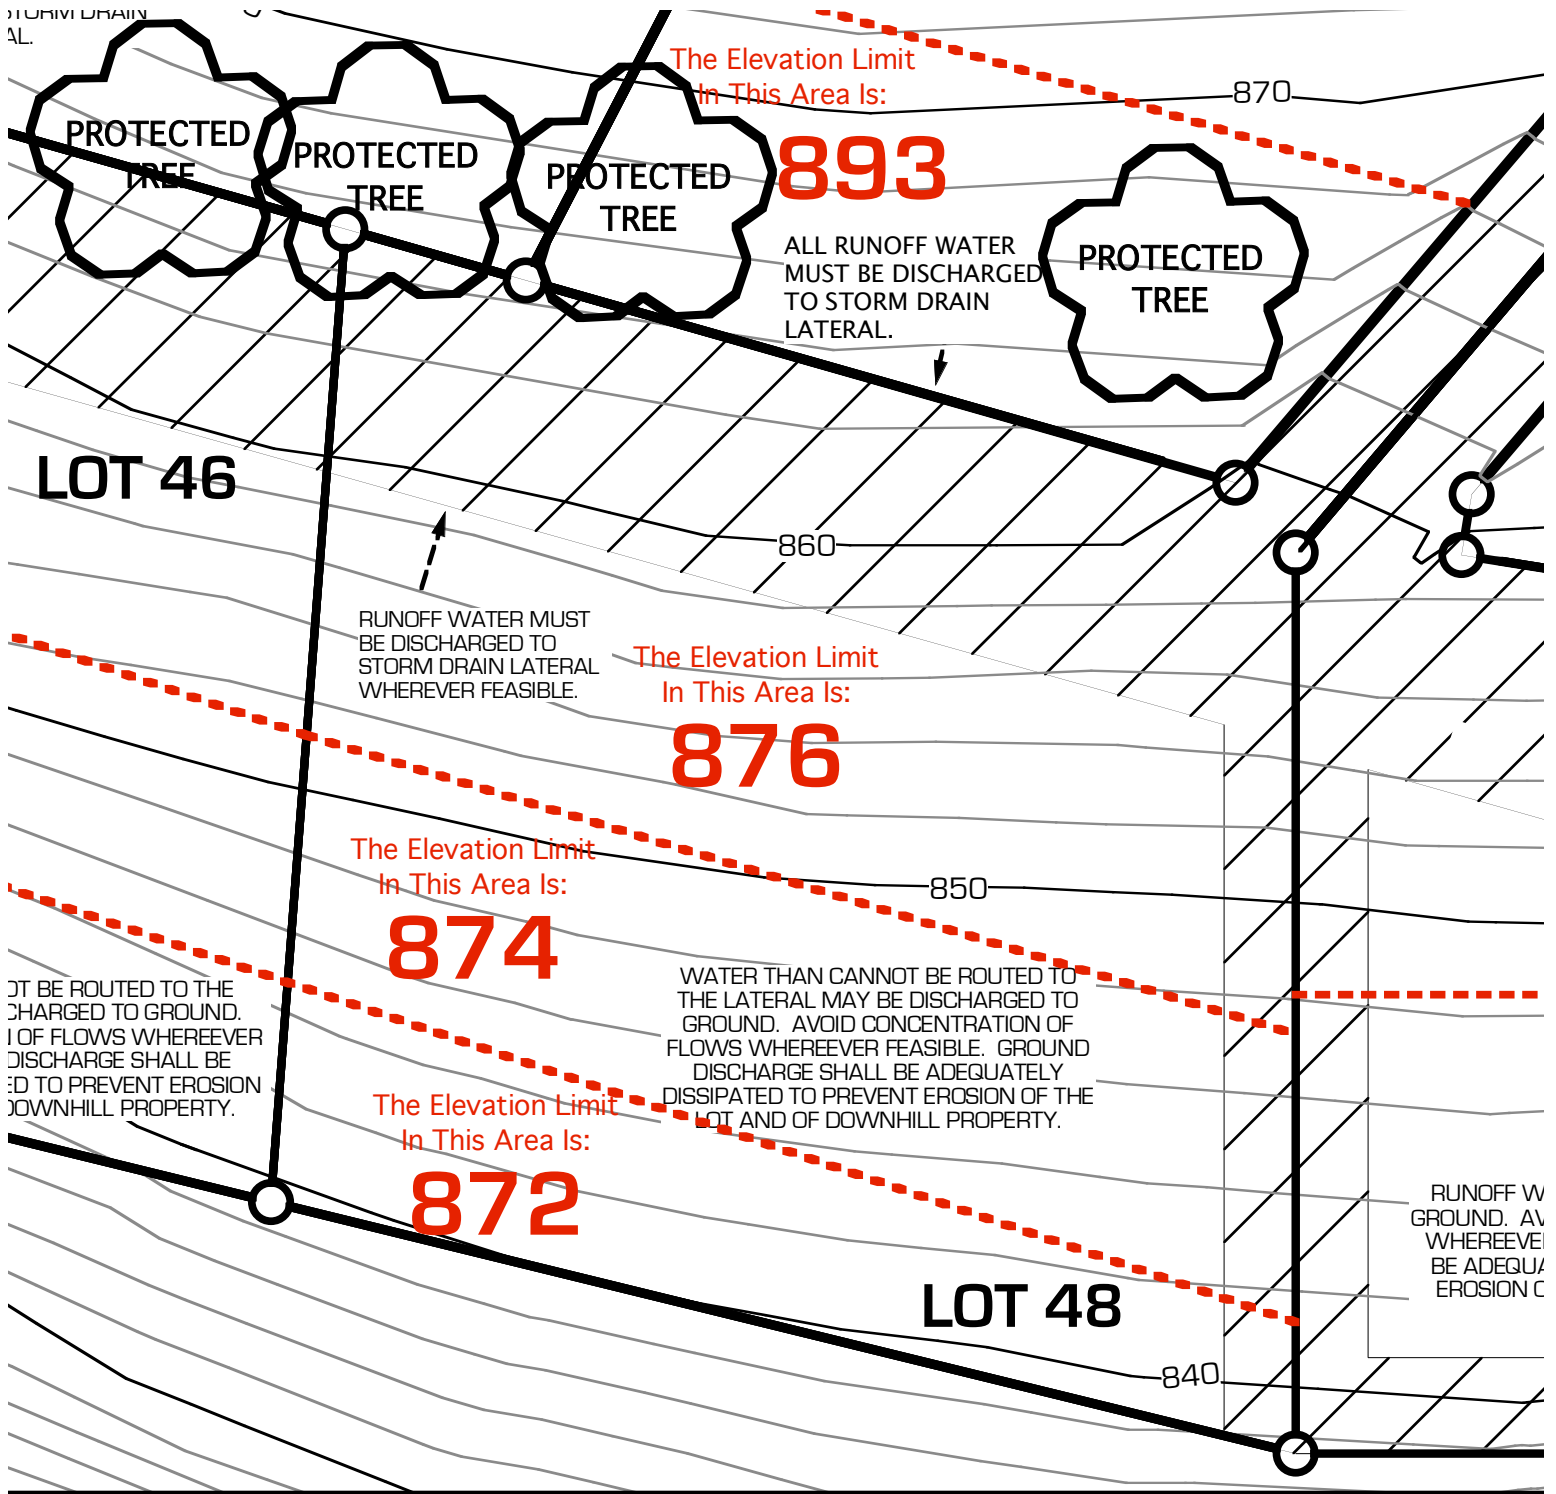 STORM DRAIN
AL.
The Elevation Limit
In This Area Is:
893
870
PROTECTED
TREE
PROTECTED
TREE
PROTECTED
TREE
ALL RUNOFF WATER
MUST BE DISCHARGED
TO STORM DRAIN
LATERAL.
PROTECTED
TREE
LOT 46
860
RUNOFF WATER MUST
BE DISCHARGED TO
STORM DRAIN LATERAL
WHEREVER FEASIBLE.
The Elevation Limit
In This Area Is:
876
The Elevation Limit
In This Area Is:
874
850
OT BE ROUTED TO THE
CHARGED TO GROUND.
N OF FLOWS WHEREEVER
DISCHARGE SHALL BE
ED TO PREVENT EROSION
DOWNHILL PROPERTY.
WATER THAN CANNOT BE ROUTED TO
THE LATERAL MAY BE DISCHARGED TO
GROUND.  AVOID CONCENTRATION OF
FLOWS WHEREEVER FEASIBLE.  GROUND
DISCHARGE SHALL BE ADEQUATELY
DISSIPATED TO PREVENT EROSION OF THE
LOT AND OF DOWNHILL PROPERTY.
The Elevation Limit
In This Area Is:
872
RUNOFF W
GROUND.  AV
WHEREEVE
BE ADEQUA
EROSION O
LOT 48
840